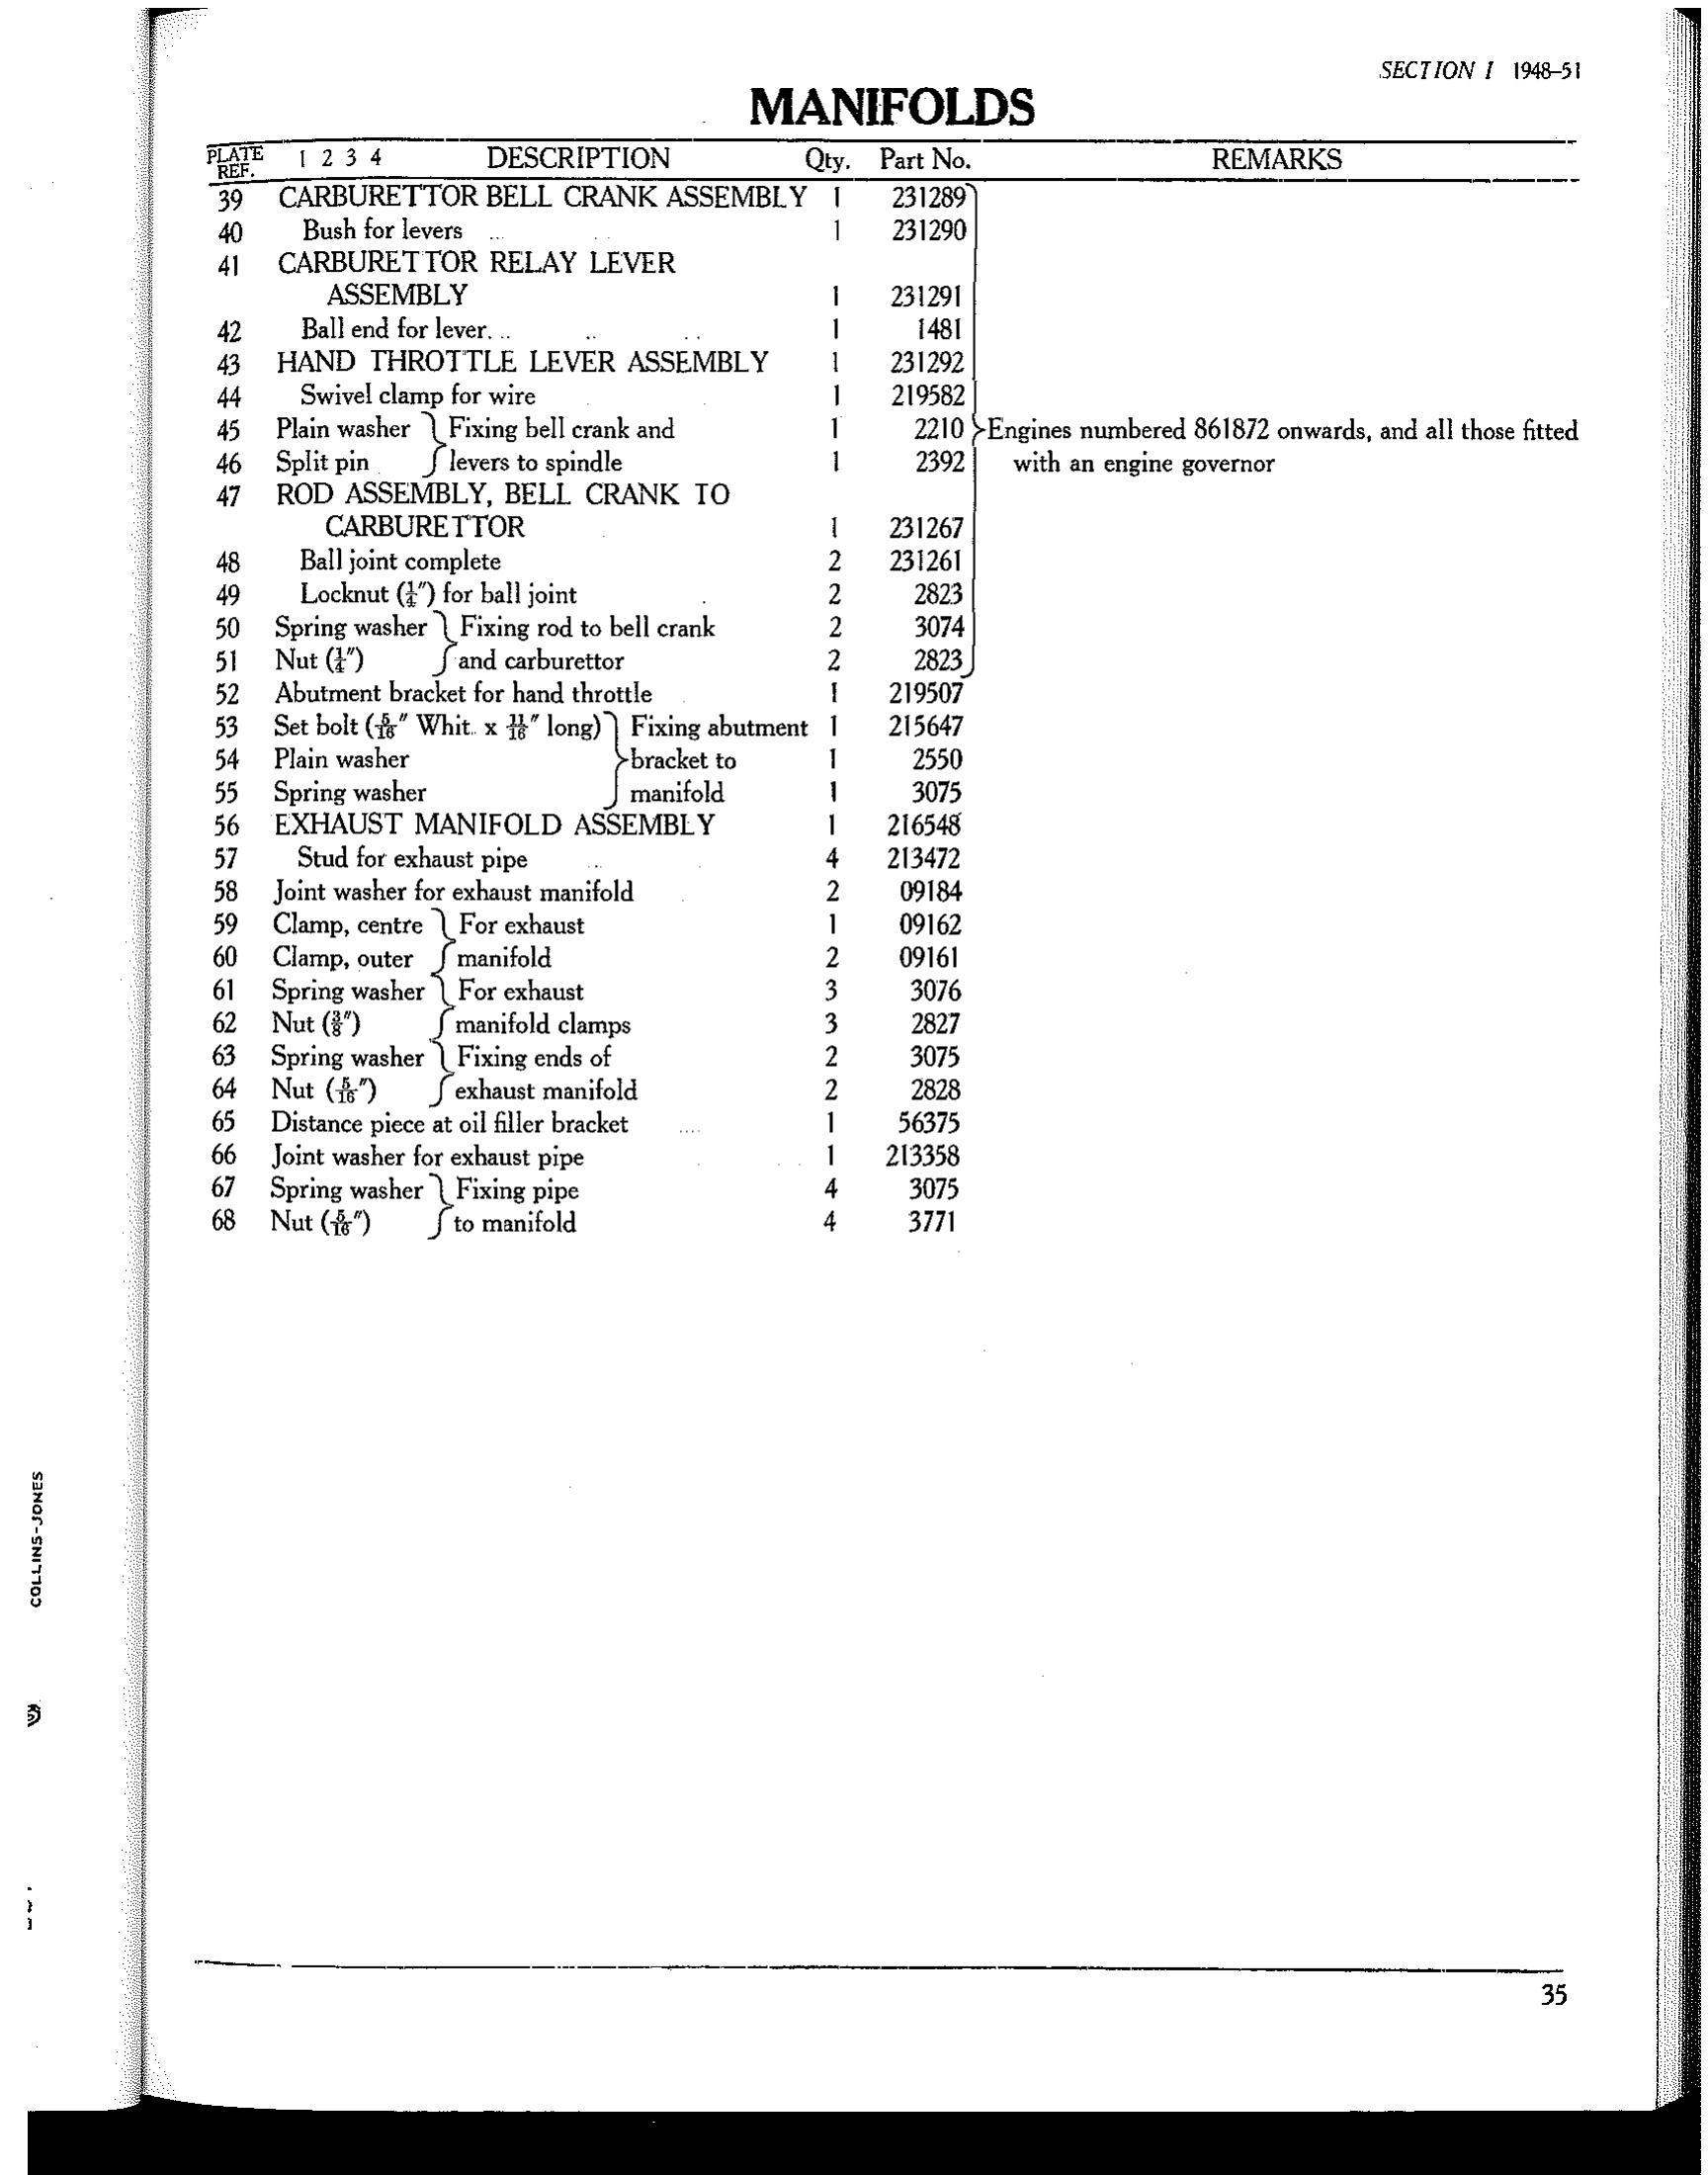 SECTION I 1948–51
MANIFOLDS
PLATE REF. 1 2 3 4 DESCRIPTION Qty. Part No. REMARKS
39 CARBURETTOR BELL CRANK ASSEMBLY 1 231289
40 Bush for levers .. .. 1 231290
41 CARBURETTOR RELAY LEVER
ASSEMBLY 1 231291
42 Ball end for lever. .. .. .. 1 1481
43 HAND THROTTLE LEVER ASSEMBLY 1 231292
44 Swivel clamp for wire 1 219582
45 Plain washer } Fixing bell crank and 1 2210 } Engines numbered 861872 onwards, and all those fitted
46 Split pin } levers to spindle 1 2392 with an engine governor
47 ROD ASSEMBLY, BELL CRANK TO
CARBURETTOR 1 231267
48 Ball joint complete 2 231261
49 Locknut (¼″) for ball joint 2 2823
50 Spring washer } Fixing rod to bell crank 2 3074
51 Nut (¼″) } and carburettor 2 2823
52 Abutment bracket for hand throttle 1 219507
53 Set bolt (5/16″ Whit. x 11/16″ long) } Fixing abutment 1 215647
54 Plain washer } bracket to 1 2550
55 Spring washer } manifold 1 3075
56 EXHAUST MANIFOLD ASSEMBLY 1 216548
57 Stud for exhaust pipe .. 4 213472
58 Joint washer for exhaust manifold 2 09184
59 Clamp, centre } For exhaust 1 09162
60 Clamp, outer } manifold 2 09161
61 Spring washer } For exhaust 3 3076
62 Nut (⅜″) } manifold clamps 3 2827
63 Spring washer } Fixing ends of 2 3075
64 Nut (5/16″) } exhaust manifold 2 2828
65 Distance piece at oil filler bracket .... 1 56375
66 Joint washer for exhaust pipe 1 213358
67 Spring washer } Fixing pipe 4 3075
68 Nut (5/16″) } to manifold 4 3771
COLLINS-JONES
35